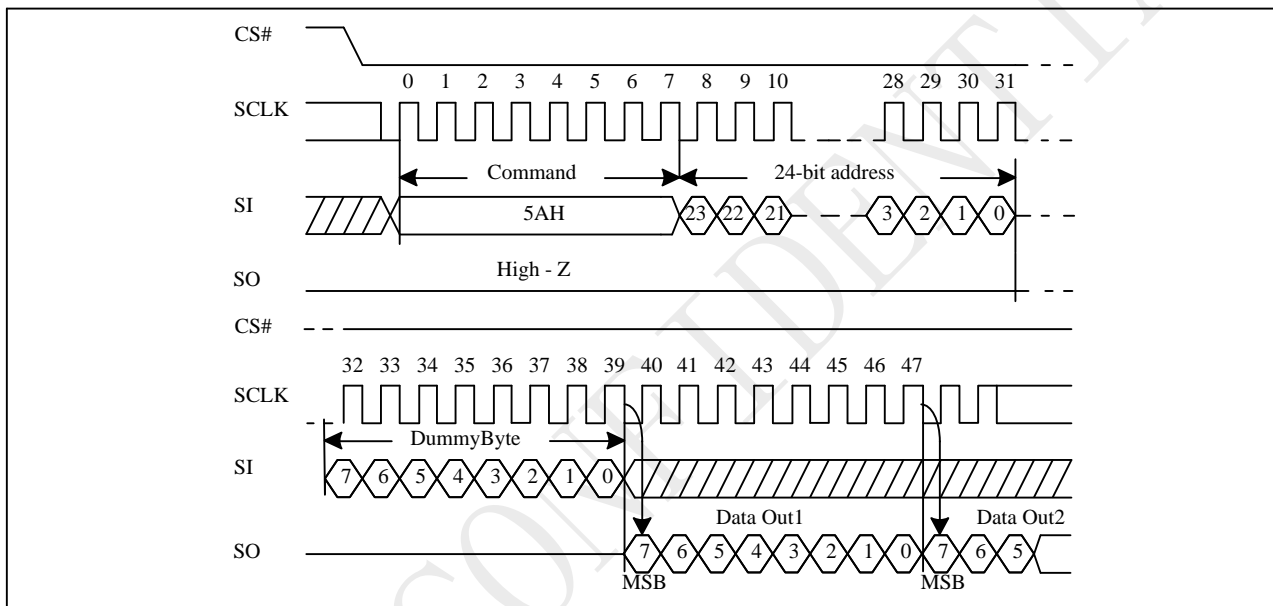 CS#
0 1 2 3 4 5 6 7 8 9 10 28 29 30 31
SCLK
Command 24-bit address
SI 5AH 23 22 21 3 2 1 0
High - Z
SO
CS#
32 33 34 35 36 37 38 39 40 41 42 43 44 45 46 47
SCLK
DummyByte
SI 7 6 5 4 3 2 1 0
Data Out1 Data Out2
SO 7 6 5 4 3 2 1 0 7 6 5
MSB MSB
CONFIDENTIA